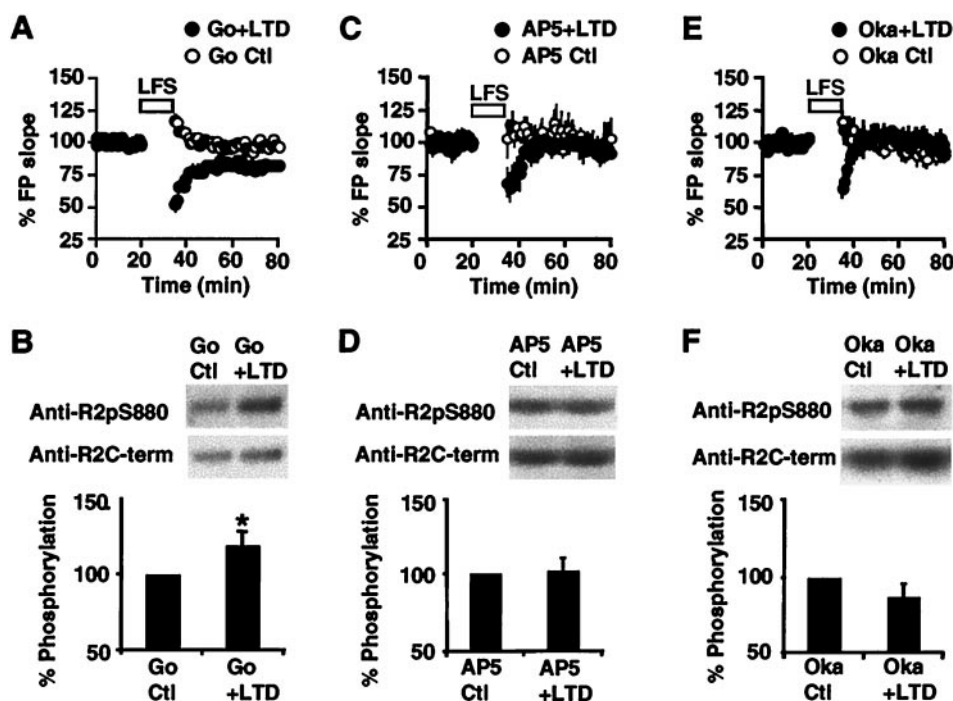 A
● Go+LTD
○ Go Ctl
150
125
100
75
50
25
% FP slope
LFS
0 20 40 60 80
Time (min)
C
● AP5+LTD
○ AP5 Ctl
150
125
100
75
50
25
% FP slope
LFS
0 20 40 60 80
Time (min)
E
● Oka+LTD
○ Oka Ctl
150
125
100
75
50
25
% FP slope
LFS
0 20 40 60 80
Time (min)
B
Go Go
Ctl +LTD
Anti-R2pS880
Anti-R2C-term
% Phosphorylation
150
100
50
*
Go Go
Ctl +LTD
D
AP5 AP5
Ctl +LTD
Anti-R2pS880
Anti-R2C-term
% Phosphorylation
150
100
50
AP5 AP5
Ctl +LTD
F
Oka Oka
Ctl +LTD
Anti-R2pS880
Anti-R2C-term
% Phosphorylation
150
100
50
Oka Oka
Ctl +LTD